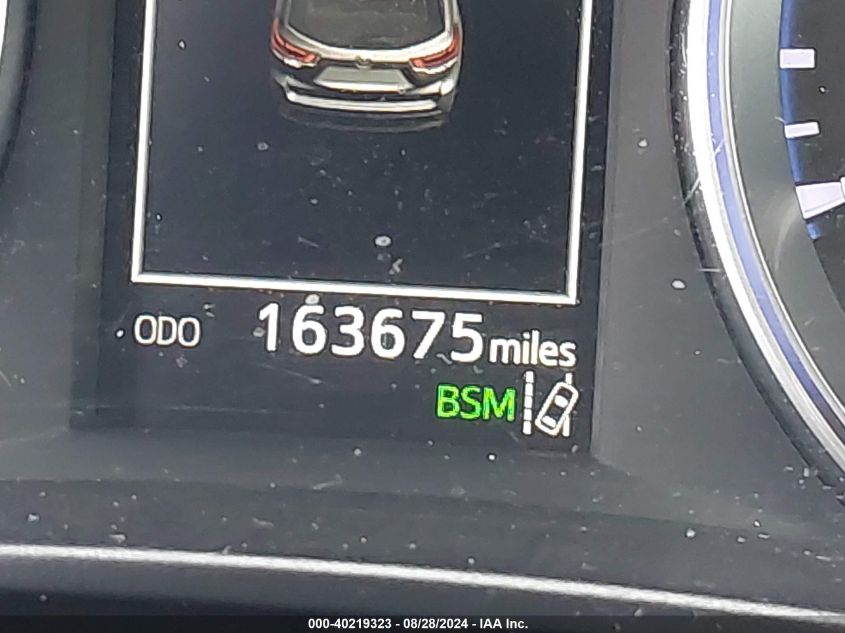 ODO 163675 miles
BSM
000-40219323 - 08/28/2024 - IAA Inc.